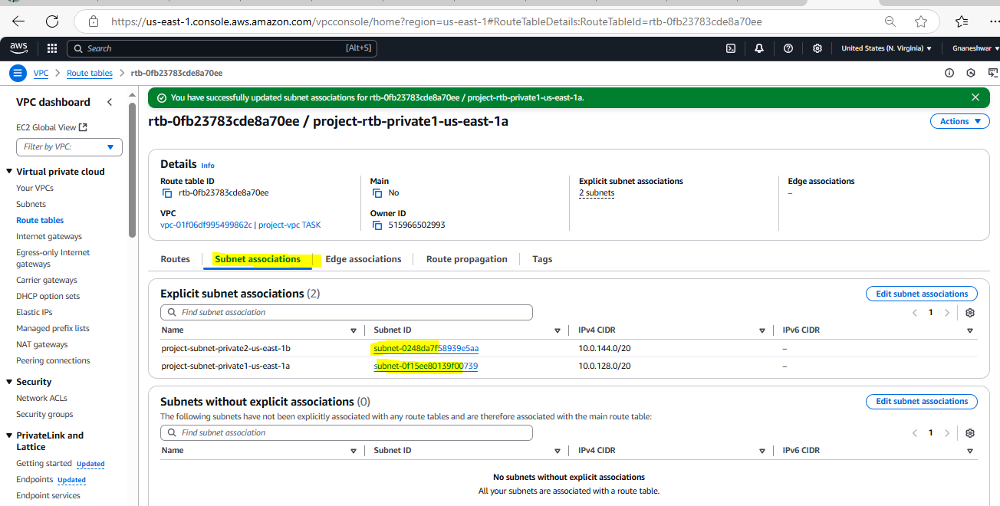 https://us-east-1.console.aws.amazon.com/vpcconsole/home?region=us-east-1#RouteTableDetails:RouteTableId=rtb-0fb23783cde8a70ee
aws
Search [Alt+S]
United States (N. Virginia)
Gnaneshwar
VPC > Route tables > rtb-0fb23783cde8a70ee
VPC dashboard
EC2 Global View
Filter by VPC:
Virtual private cloud
Your VPCs
Subnets
Route tables
Internet gateways
Egress-only Internet
gateways
Carrier gateways
DHCP option sets
Elastic IPs
Managed prefix lists
NAT gateways
Peering connections
Security
Network ACLs
Security groups
PrivateLink and
Lattice
Getting started Updated
Endpoints Updated
Endpoint services
You have successfully updated subnet associations for rtb-0fb23783cde8a70ee / project-rtb-private1-us-east-1a.
rtb-0fb23783cde8a70ee / project-rtb-private1-us-east-1a
Actions
Details Info
Route table ID
rtb-0fb23783cde8a70ee
VPC
vpc-01f06df995499862c | project-vpc TASK
Main
No
Owner ID
515966502993
Explicit subnet associations
2 subnets
Edge associations
–
Routes
Subnet associations
Edge associations
Route propagation
Tags
Explicit subnet associations (2)
Edit subnet associations
Find subnet association
1
Name Subnet ID IPv4 CIDR IPv6 CIDR
project-subnet-private2-us-east-1b subnet-0248da7f58939e5aa 10.0.144.0/20 –
project-subnet-private1-us-east-1a subnet-0f15ee80139f00739 10.0.128.0/20 –
Subnets without explicit associations (0)
Edit subnet associations
The following subnets have not been explicitly associated with any route tables and are therefore associated with the main route table:
Find subnet association
1
Name Subnet ID IPv4 CIDR IPv6 CIDR
No subnets without explicit associations
All your subnets are associated with a route table.